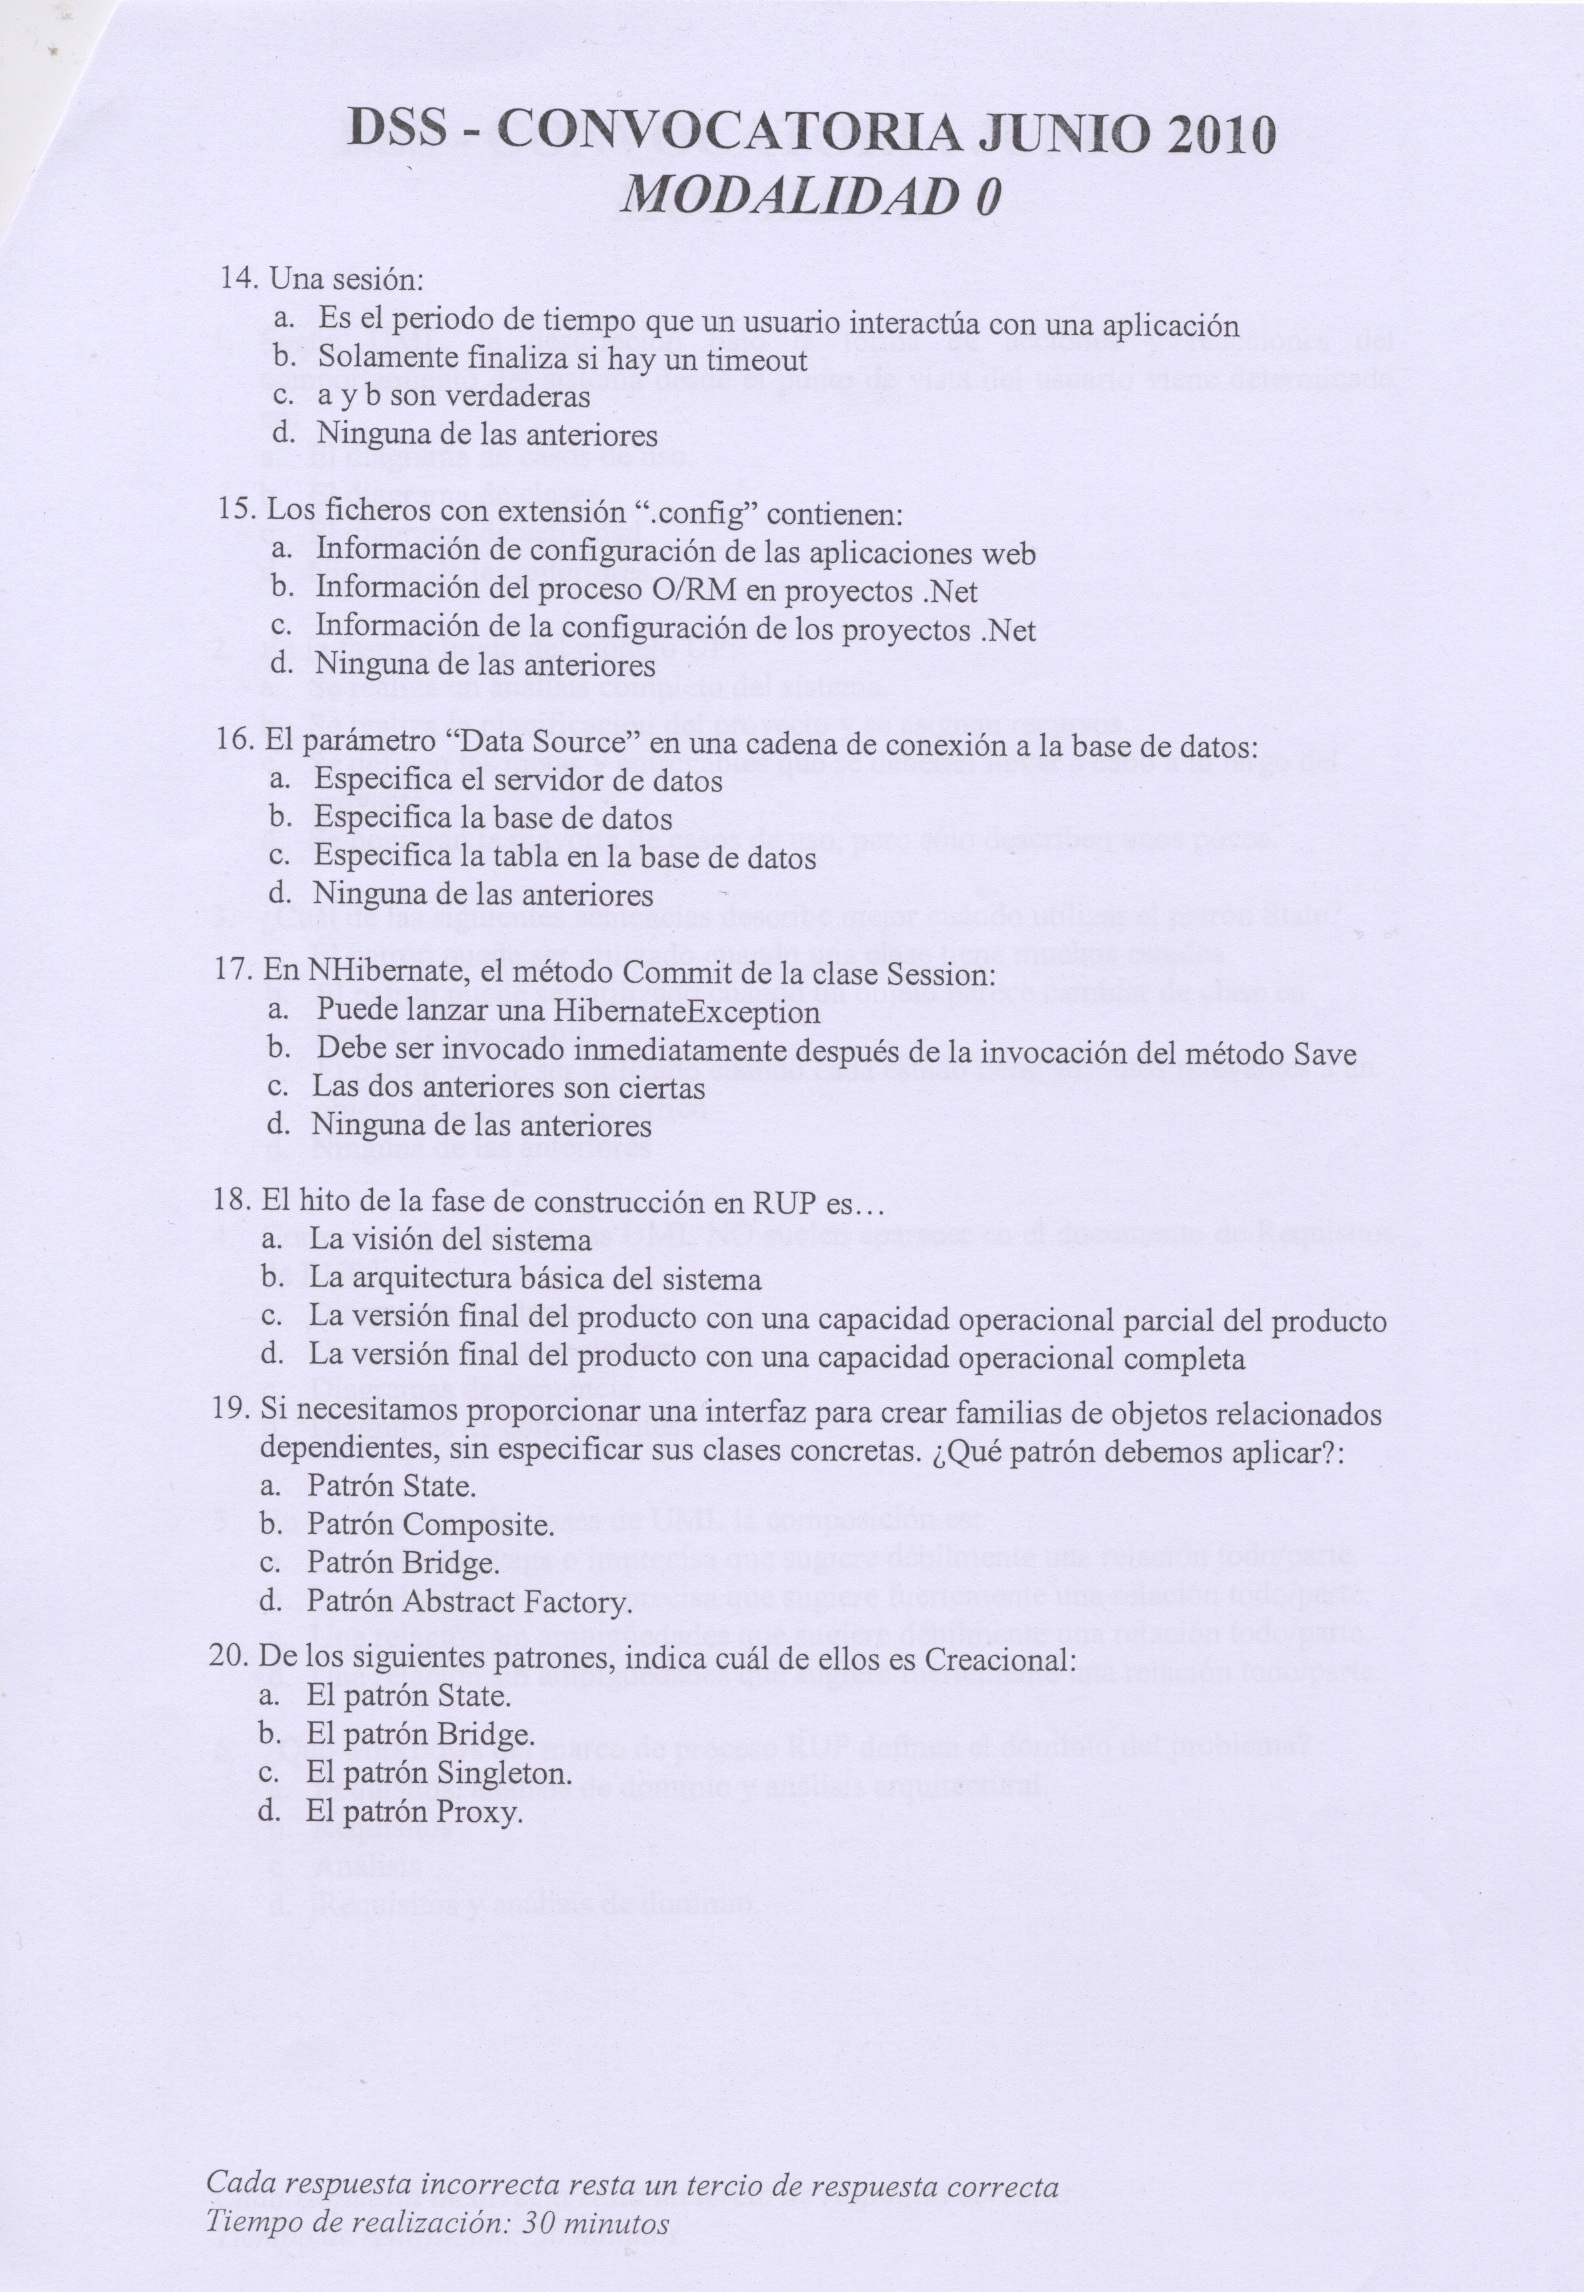 DSS - CONVOCATORIA JUNIO 2010
MODALIDAD 0
14. Una sesión:
a. Es el periodo de tiempo que un usuario interactúa con una aplicación
b. Solamente finaliza si hay un timeout
c. a y b son verdaderas
d. Ninguna de las anteriores
15. Los ficheros con extensión “.config” contienen:
a. Información de configuración de las aplicaciones web
b. Información del proceso O/RM en proyectos .Net
c. Información de la configuración de los proyectos .Net
d. Ninguna de las anteriores
16. El parámetro “Data Source” en una cadena de conexión a la base de datos:
a. Especifica el servidor de datos
b. Especifica la base de datos
c. Especifica la tabla en la base de datos
d. Ninguna de las anteriores
17. En NHibernate, el método Commit de la clase Session:
a. Puede lanzar una HibernateException
b. Debe ser invocado inmediatamente después de la invocación del método Save
c. Las dos anteriores son ciertas
d. Ninguna de las anteriores
18. El hito de la fase de construcción en RUP es…
a. La visión del sistema
b. La arquitectura básica del sistema
c. La versión final del producto con una capacidad operacional parcial del producto
d. La versión final del producto con una capacidad operacional completa
19. Si necesitamos proporcionar una interfaz para crear familias de objetos relacionados
dependientes, sin especificar sus clases concretas. ¿Qué patrón debemos aplicar?:
a. Patrón State.
b. Patrón Composite.
c. Patrón Bridge.
d. Patrón Abstract Factory.
20. De los siguientes patrones, indica cuál de ellos es Creacional:
a. El patrón State.
b. El patrón Bridge.
c. El patrón Singleton.
d. El patrón Proxy.
Cada respuesta incorrecta resta un tercio de respuesta correcta
Tiempo de realización: 30 minutos